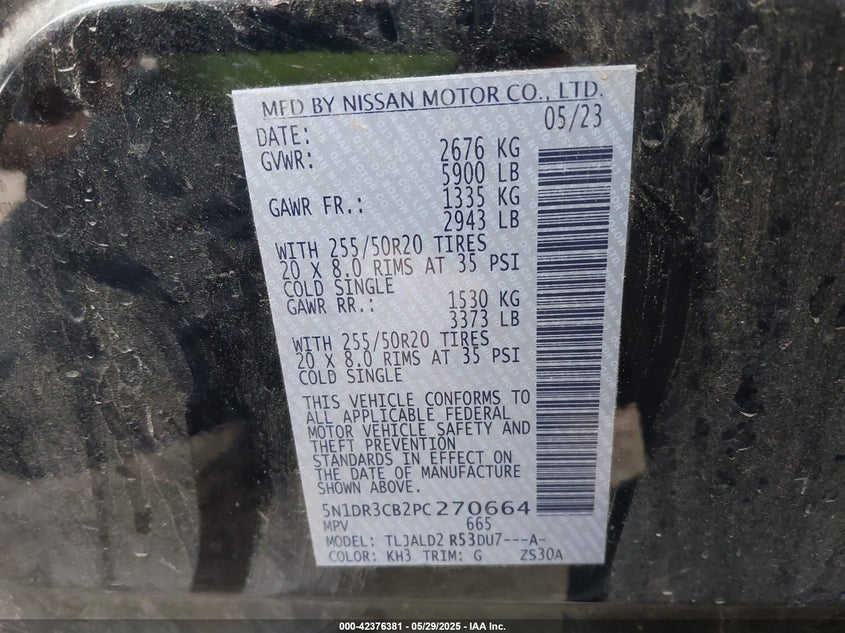 MFD BY NISSAN MOTOR CO., LTD.
DATE: 05/23
GVWR: 2676 KG
5900 LB
GAWR FR.: 1335 KG
2943 LB
WITH 255/50R20 TIRES
20 X 8.0 RIMS AT 35 PSI
COLD SINGLE
GAWR RR.: 1530 KG
3373 LB
WITH 255/50R20 TIRES
20 X 8.0 RIMS AT 35 PSI
COLD SINGLE
THIS VEHICLE CONFORMS TO
ALL APPLICABLE FEDERAL
MOTOR VEHICLE SAFETY AND
THEFT PREVENTION
STANDARDS IN EFFECT ON
THE DATE OF MANUFACTURE
SHOWN ABOVE
5N1DR3CB2PC270664
MPV 665
MODEL: TLJALD2 R53DU7---A-
COLOR: KH3 TRIM: G ZS30A
000-42376381 - 05/29/2025 - IAA Inc.